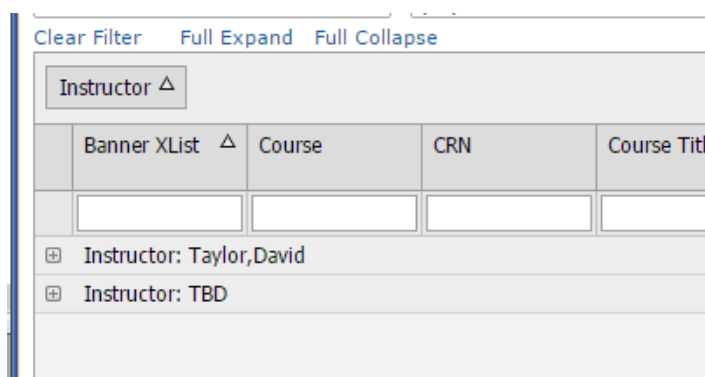 Clear Filter Full Expand Full Collapse
Instructor
Banner XList Course CRN Course Titl
Instructor: Taylor,David
Instructor: TBD